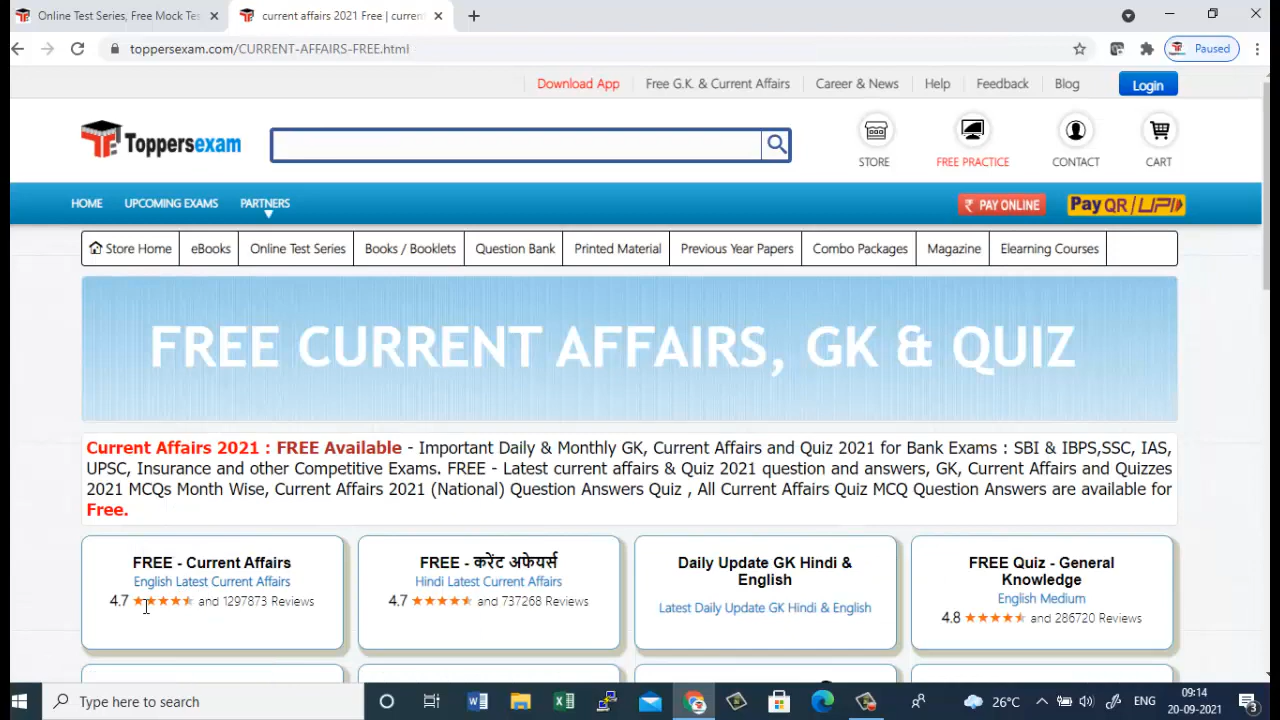 Online Test Series, Free Mock Tes
current affairs 2021 Free | curren
toppersexam.com/CURRENT-AFFAIRS-FREE.html
Paused
Download App
Free G.K. & Current Affairs
Career & News
Help
Feedback
Blog
Login
Toppersexam
STORE
FREE PRACTICE
CONTACT
CART
HOME
UPCOMING EXAMS
PARTNERS
₹ PAY ONLINE
Pay QR/UPI
Store Home
eBooks
Online Test Series
Books / Booklets
Question Bank
Printed Material
Previous Year Papers
Combo Packages
Magazine
Elearning Courses
FREE CURRENT AFFAIRS, GK & QUIZ
Current Affairs 2021 : FREE Available - Important Daily & Monthly GK, Current Affairs and Quiz 2021 for Bank Exams : SBI & IBPS,SSC, IAS,
UPSC, Insurance and other Competitive Exams. FREE - Latest current affairs & Quiz 2021 question and answers, GK, Current Affairs and Quizzes
2021 MCQs Month Wise, Current Affairs 2021 (National) Question Answers Quiz , All Current Affairs Quiz MCQ Question Answers are available for
Free.
FREE - Current Affairs
English Latest Current Affairs
4.7 and 1297873 Reviews
FREE - करेंट अफेयर्स
Hindi Latest Current Affairs
4.7 and 737268 Reviews
Daily Update GK Hindi &
English
Latest Daily Update GK Hindi & English
FREE Quiz - General
Knowledge
English Medium
4.8 and 286720 Reviews
Type here to search
26°C
ENG
09:14
20-09-2021
3